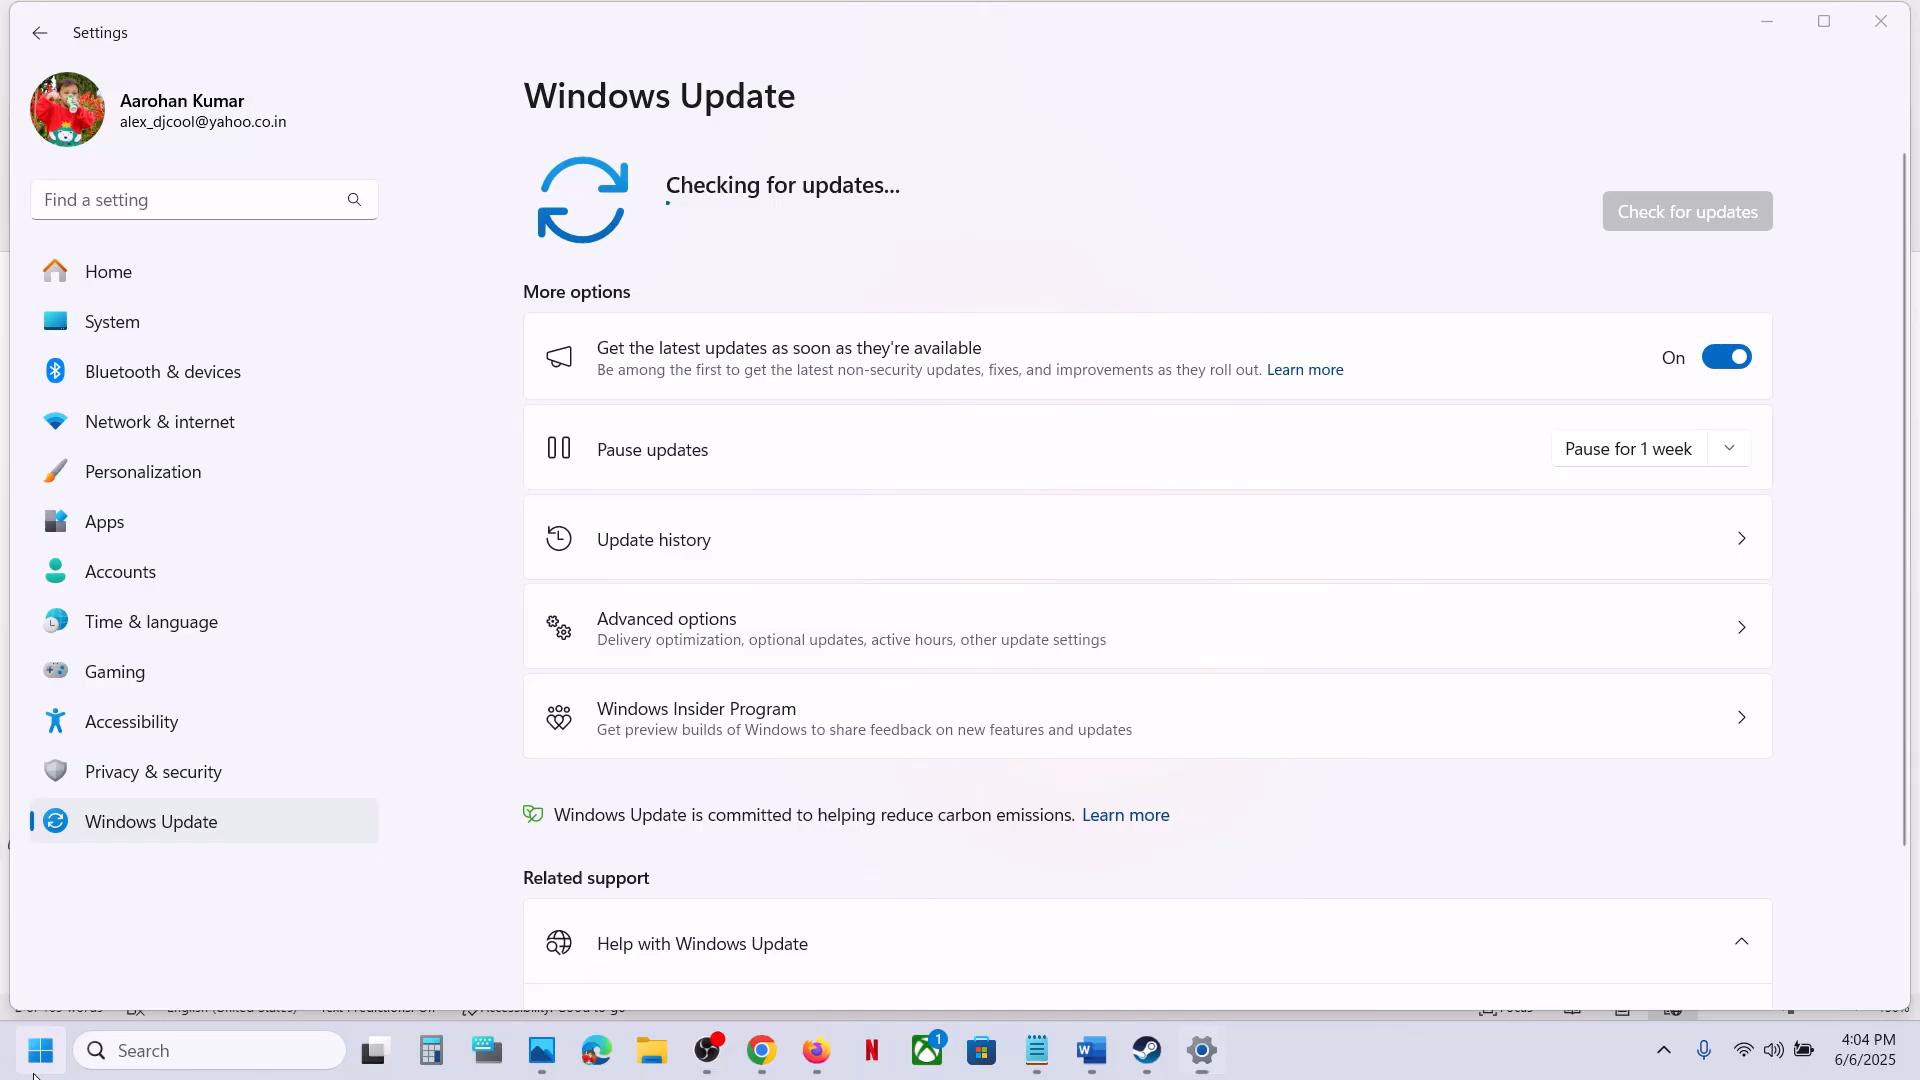 Settings
Aarohan Kumar
alex_djcool@yahoo.co.in
Find a setting
Home
System
Bluetooth & devices
Network & internet
Personalization
Apps
Accounts
Time & language
Gaming
Accessibility
Privacy & security
Windows Update
Windows Update
Checking for updates...
Check for updates
More options
Get the latest updates as soon as they're available
Be among the first to get the latest non-security updates, fixes, and improvements as they roll out. Learn more
On
Pause updates
Pause for 1 week
Update history
Advanced options
Delivery optimization, optional updates, active hours, other update settings
Windows Insider Program
Get preview builds of Windows to share feedback on new features and updates
Windows Update is committed to helping reduce carbon emissions. Learn more
Related support
Help with Windows Update
Search
1
4:04 PM
6/6/2025